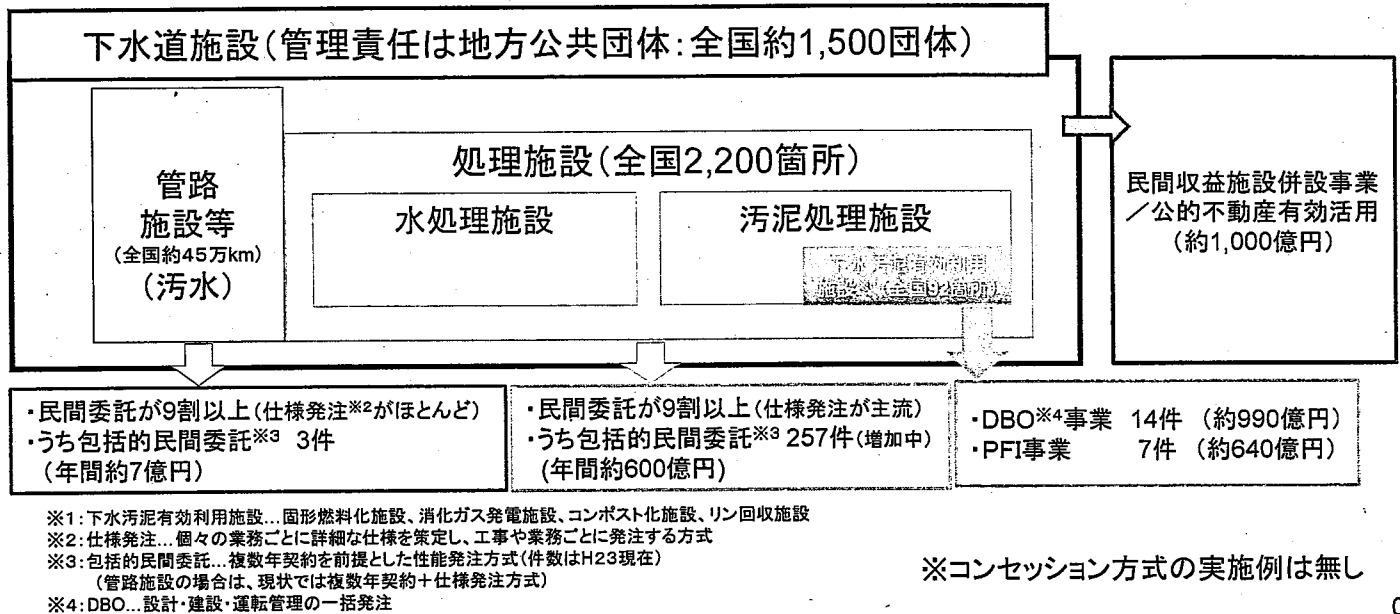 下水道施設(管理責任は地方公共団体:全国約1,500団体)
管路
施設等
(全国約45万km)
(汚水)
処理施設(全国2,200箇所)
水処理施設
汚泥処理施設
下水汚泥有効利用
施設※1(全国92箇所)
民間収益施設併設事業
/公的不動産有効活用
(約1,000億円)
・民間委託が9割以上(仕様発注※2がほとんど)
・うち包括的民間委託※3 3件
(年間約7億円)
・民間委託が9割以上(仕様発注が主流)
・うち包括的民間委託※3 257件(増加中)
(年間約600億円)
・DBO※4事業 14件 (約990億円)
・PFI事業 7件 (約640億円)
※1:下水汚泥有効利用施設…固形燃料化施設、消化ガス発電施設、コンポスト化施設、リン回収施設
※2:仕様発注…個々の業務ごとに詳細な仕様を策定し、工事や業務ごとに発注する方式
※3:包括的民間委託…複数年契約を前提とした性能発注方式(件数はH23現在)
(管路施設の場合は、現状では複数年契約+仕様発注方式)
※4:DBO…設計・建設・運転管理の一括発注
※コンセッション方式の実施例は無し